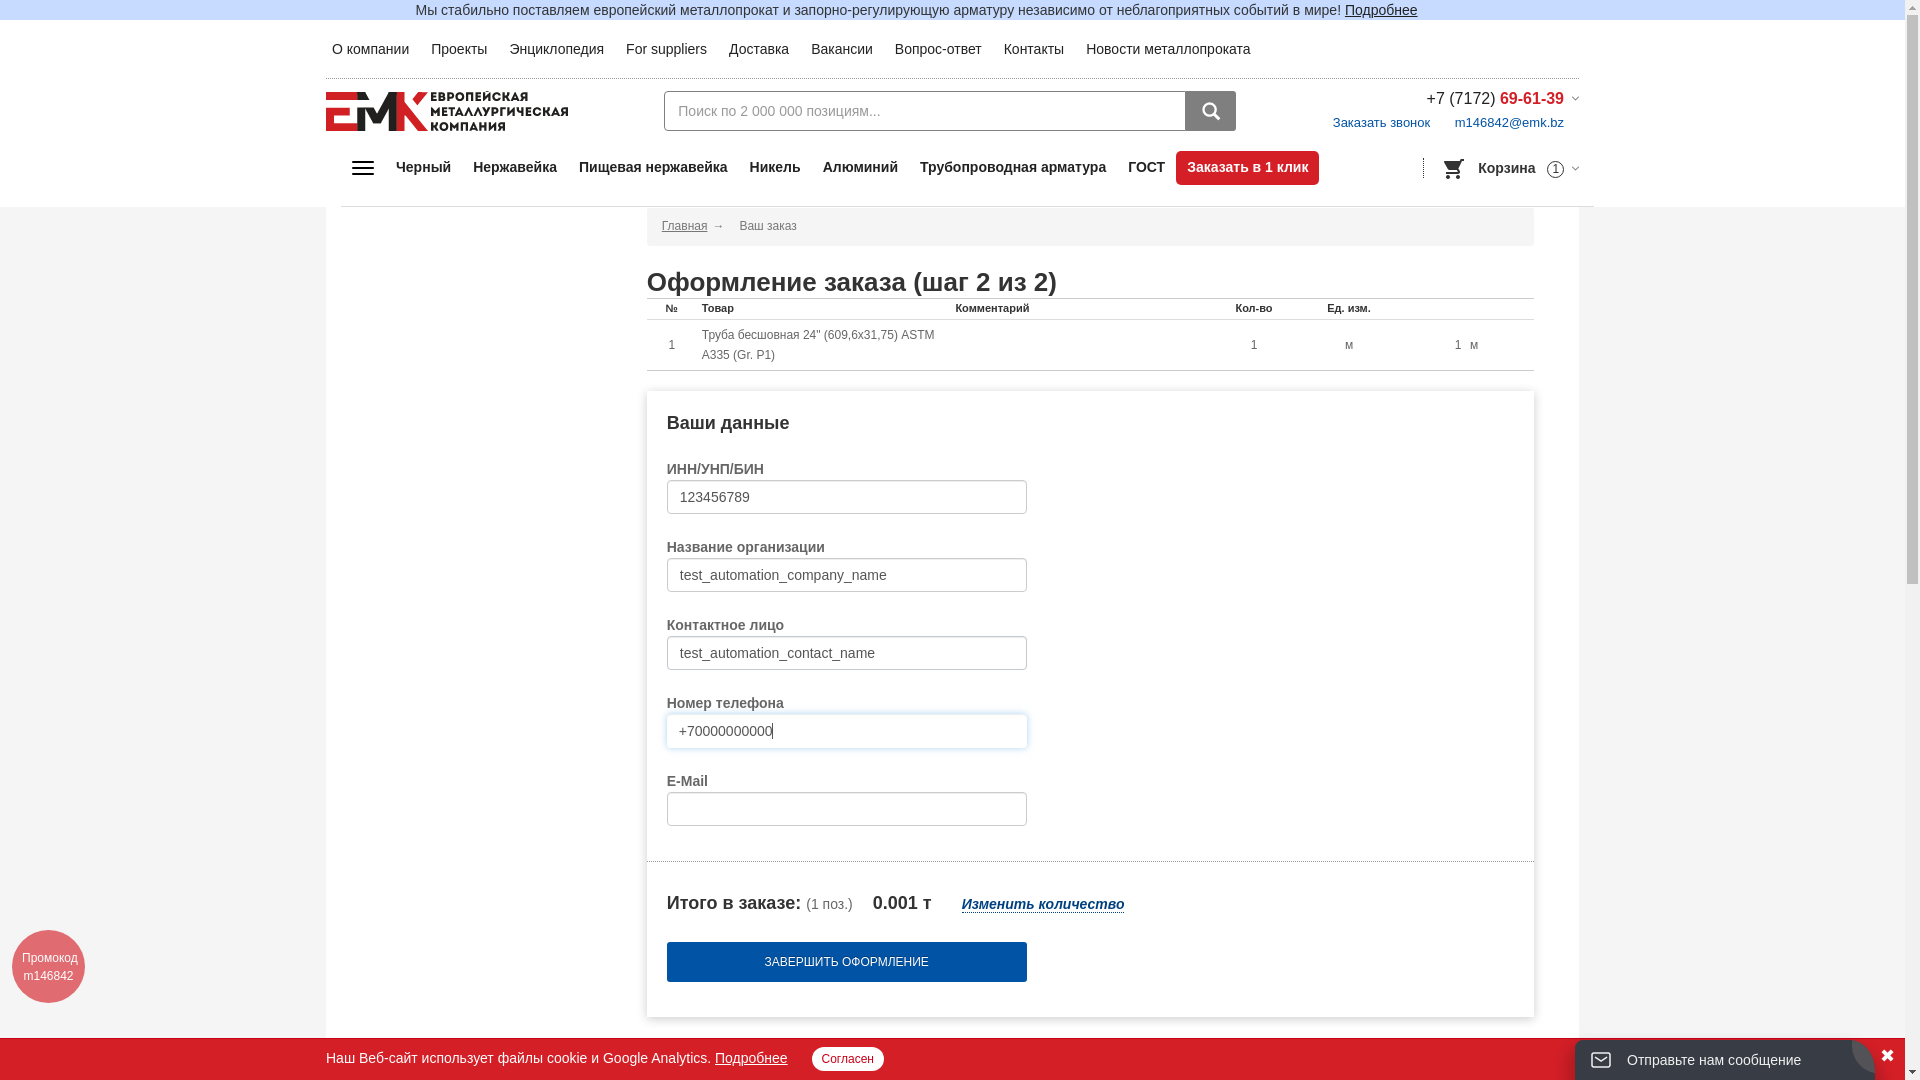 Мы стабильно поставляем европейский металлопрокат и запорно-регулирующую арматуру независимо от неблагоприятных событий в мире! Подробнее
О компании Проекты Энциклопедия For suppliers Доставка Вакансии Вопрос-ответ Контакты Новости металлопроката
ЕМК ЕВРОПЕЙСКАЯ
МЕТАЛЛУРГИЧЕСКАЯ
КОМПАНИЯ
Поиск по 2 000 000 позициям...
+7 (7172) 69-61-39
Заказать звонок m146842@emk.bz
Черный Нержавейка Пищевая нержавейка Никель Алюминий Трубопроводная арматура ГОСТ Заказать в 1 клик Корзина 1
Главная → Ваш заказ
Оформление заказа (шаг 2 из 2)
№ Товар Комментарий Кол-во Ед. изм.
1 Труба бесшовная 24" (609,6х31,75) ASTM A335 (Gr. P1) 1 м 1 м
Ваши данные
ИНН/УНП/БИН
123456789
Название организации
test_automation_company_name
Контактное лицо
test_automation_contact_name
Номер телефона
+70000000000
E-Mail
Итого в заказе: (1 поз.) 0.001 т Изменить количество
ЗАВЕРШИТЬ ОФОРМЛЕНИЕ
Промокод
m146842
Наш Веб-сайт использует файлы cookie и Google Analytics. Подробнее Согласен
Отправьте нам сообщение